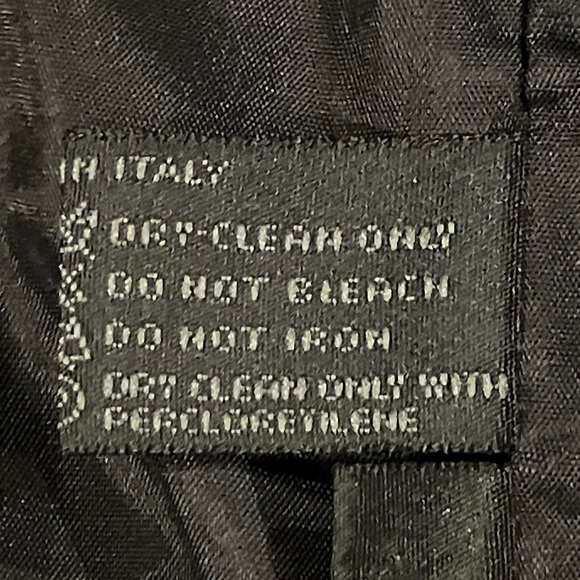 IN ITALY
DRY-CLEAN ONLY
DO NOT BLEACH
DO NOT IRON
DRY CLEAN ONLY WITH
PERCLORETILENE